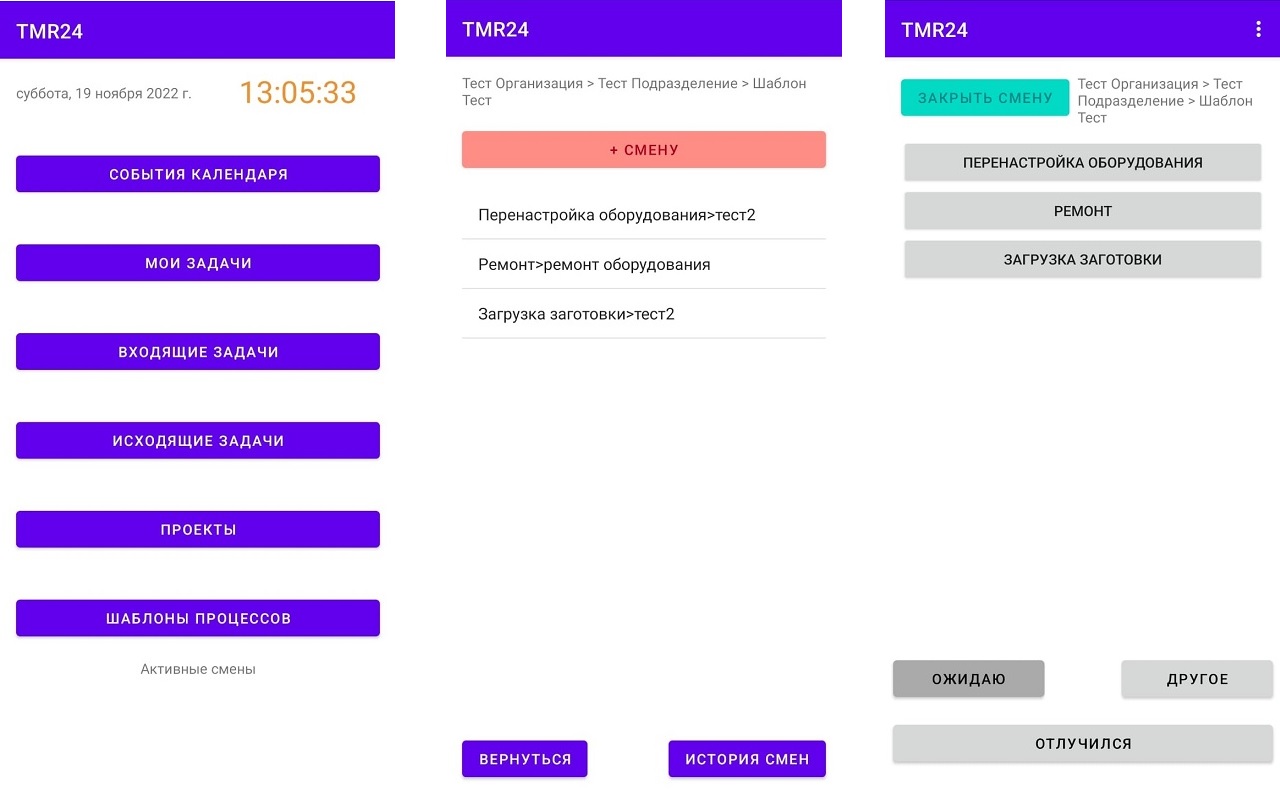 TMR24
суббота, 19 ноября 2022 г.
13:05:33
СОБЫТИЯ КАЛЕНДАРЯ
МОИ ЗАДАЧИ
ВХОДЯЩИЕ ЗАДАЧИ
ИСХОДЯЩИЕ ЗАДАЧИ
ПРОЕКТЫ
ШАБЛОНЫ ПРОЦЕССОВ
Активные смены
TMR24
Тест Организация > Тест Подразделение > Шаблон
Тест
+ СМЕНУ
Перенастройка оборудования>тест2
Ремонт>ремонт оборудования
Загрузка заготовки>тест2
ВЕРНУТЬСЯ
ИСТОРИЯ СМЕН
TMR24
ЗАКРЫТЬ СМЕНУ
Тест Организация > Тест
Подразделение > Шаблон
Тест
ПЕРЕНАСТРОЙКА ОБОРУДОВАНИЯ
РЕМОНТ
ЗАГРУЗКА ЗАГОТОВКИ
ОЖИДАЮ
ДРУГОЕ
ОТЛУЧИЛСЯ